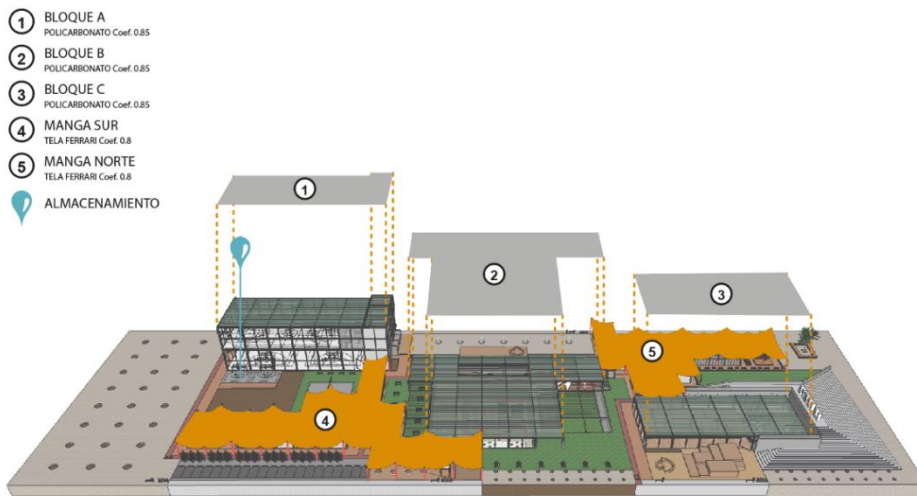 1 BLOQUE A
POLICARBONATO Coef. 0.85
2 BLOQUE B
POLICARBONATO Coef. 0.85
3 BLOQUE C
POLICARBONATO Coef. 0.85
4 MANGA SUR
TELA FERRARI Coef. 0.8
5 MANGA NORTE
TELA FERRARI Coef. 0.8
ALMACENAMIENTO
1
2
3
5
4